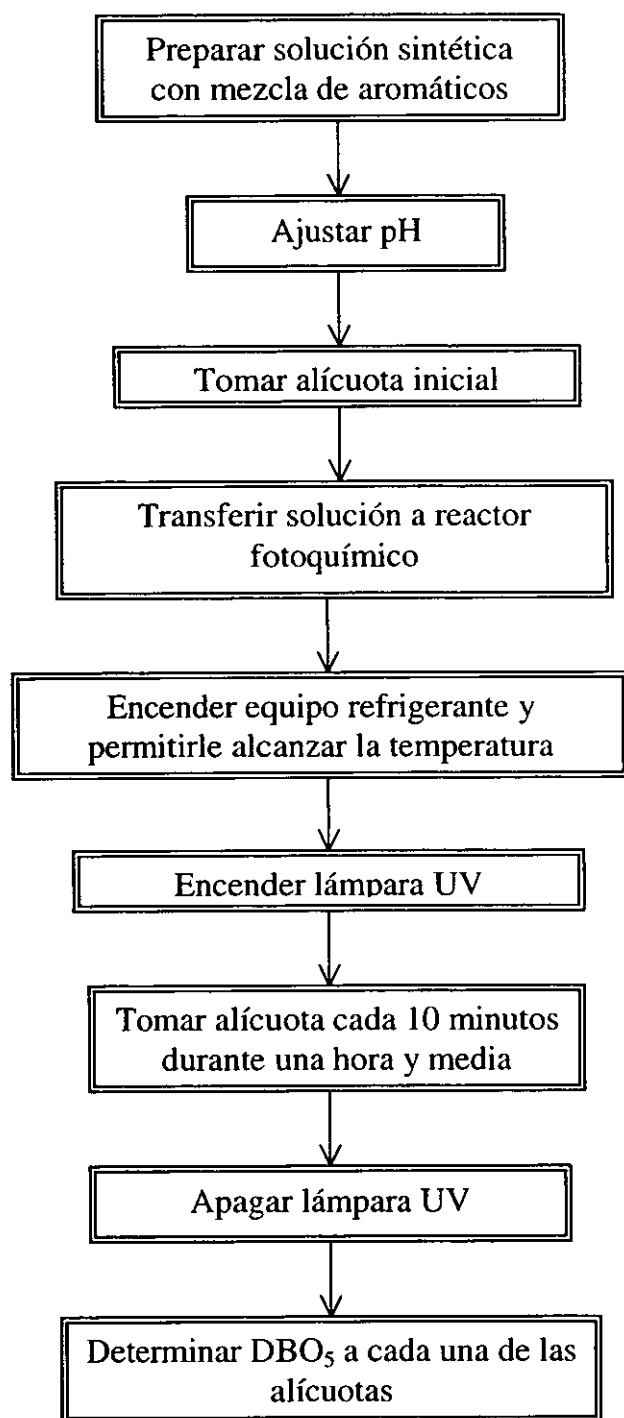 Preparar solución sintética
con mezcla de aromáticos
Ajustar pH
Tomar alícuota inicial
Transferir solución a reactor
fotoquímico
Encender equipo refrigerante y
permitirle alcanzar la temperatura
Encender lámpara UV
Tomar alícuota cada 10 minutos
durante una hora y media
Apagar lámpara UV
Determinar DBO₅ a cada una de las
alícuotas